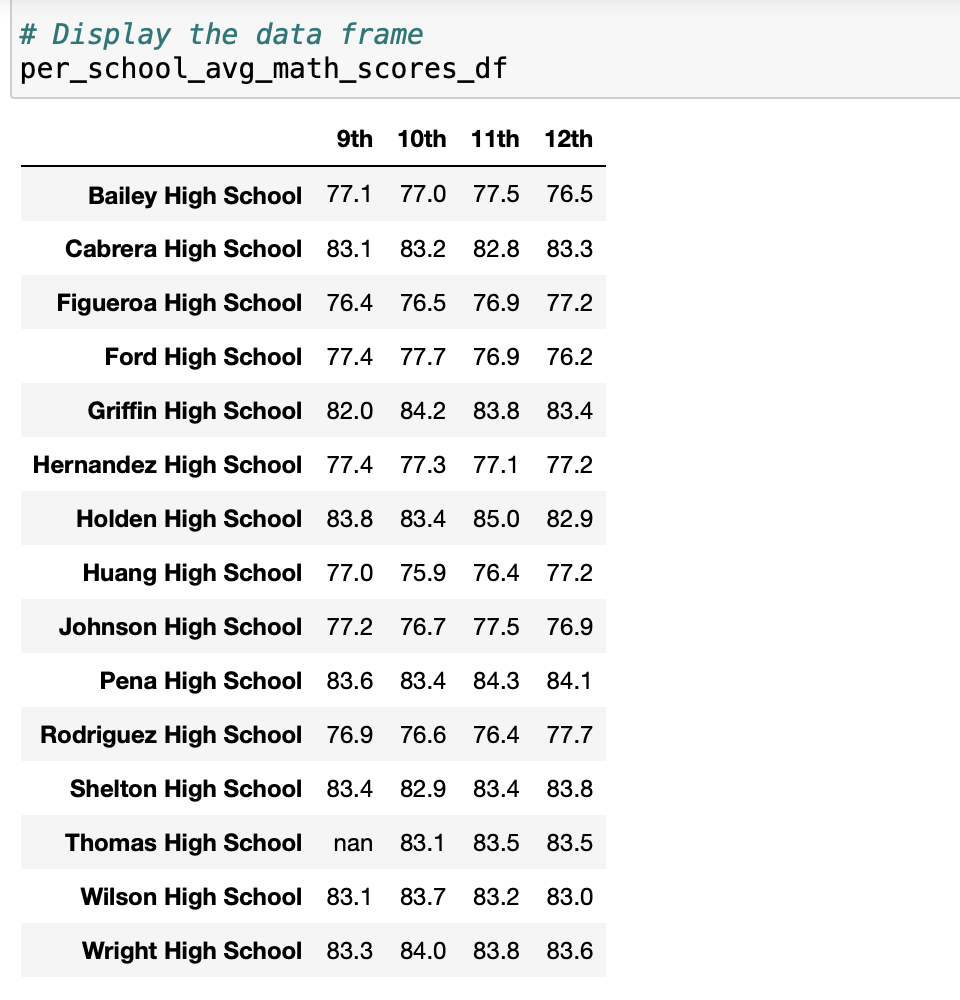 # Display the data frame
per_school_avg_math_scores_df
9th 10th 11th 12th
Bailey High School 77.1 77.0 77.5 76.5
Cabrera High School 83.1 83.2 82.8 83.3
Figueroa High School 76.4 76.5 76.9 77.2
Ford High School 77.4 77.7 76.9 76.2
Griffin High School 82.0 84.2 83.8 83.4
Hernandez High School 77.4 77.3 77.1 77.2
Holden High School 83.8 83.4 85.0 82.9
Huang High School 77.0 75.9 76.4 77.2
Johnson High School 77.2 76.7 77.5 76.9
Pena High School 83.6 83.4 84.3 84.1
Rodriguez High School 76.9 76.6 76.4 77.7
Shelton High School 83.4 82.9 83.4 83.8
Thomas High School nan 83.1 83.5 83.5
Wilson High School 83.1 83.7 83.2 83.0
Wright High School 83.3 84.0 83.8 83.6